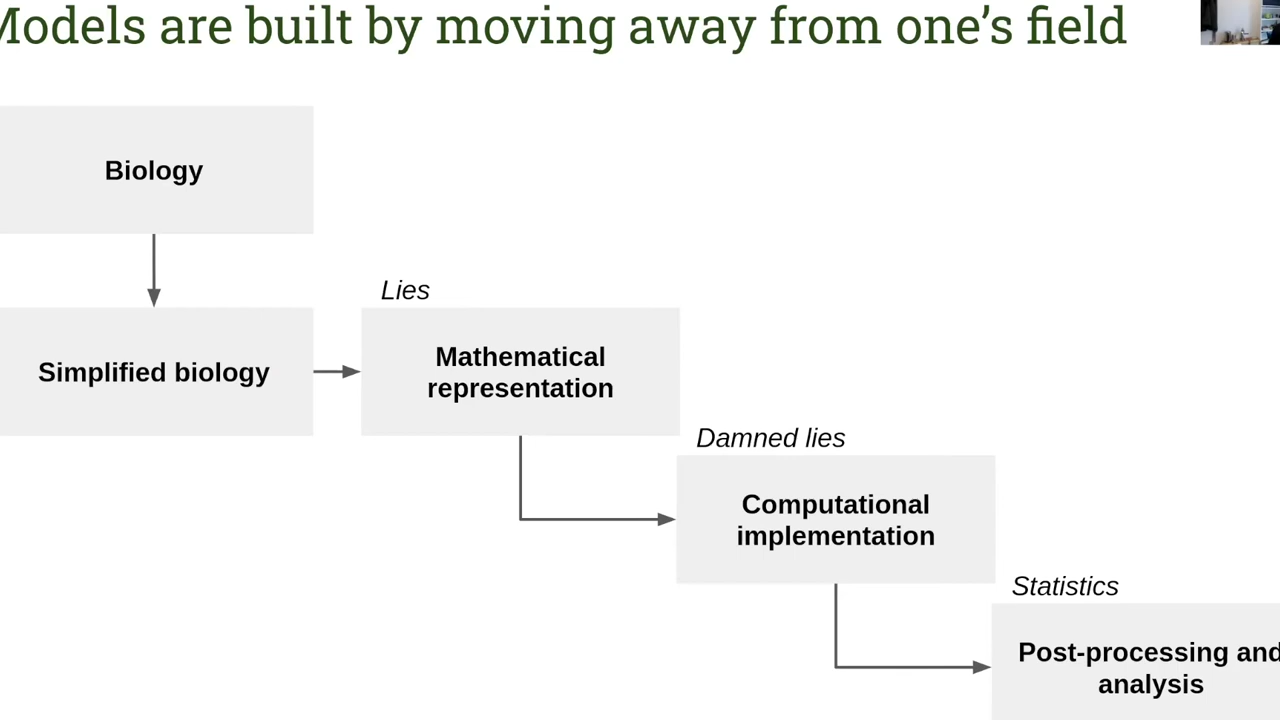 Models are built by moving away from one’s field
Biology
Simplified biology
Lies
Mathematical
representation
Damned lies
Computational
implementation
Statistics
Post-processing and
analysis